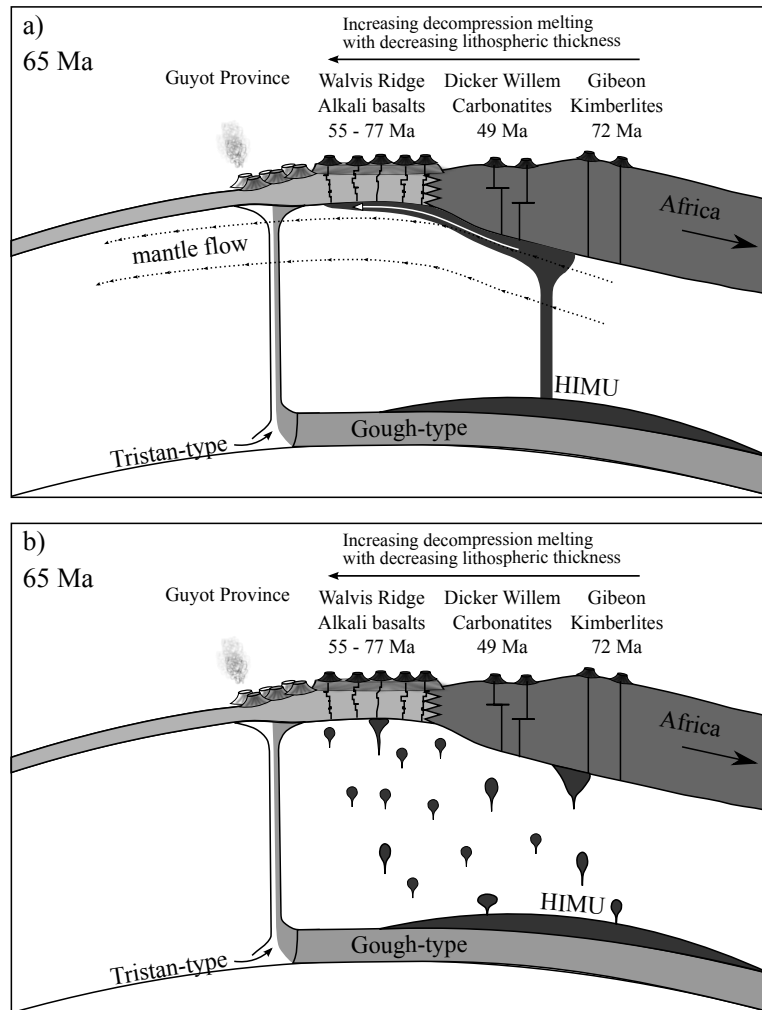 a)
65 Ma
Increasing decompression melting
with decreasing lithospheric thickness
Guyot Province
Walvis Ridge
Alkali basalts
55 - 77 Ma
Dicker Willem
Carbonatites
49 Ma
Gibeon
Kimberlites
72 Ma
Africa
mantle flow
HIMU
Gough-type
Tristan-type
b)
65 Ma
Increasing decompression melting
with decreasing lithospheric thickness
Guyot Province
Walvis Ridge
Alkali basalts
55 - 77 Ma
Dicker Willem
Carbonatites
49 Ma
Gibeon
Kimberlites
72 Ma
Africa
HIMU
Gough-type
Tristan-type